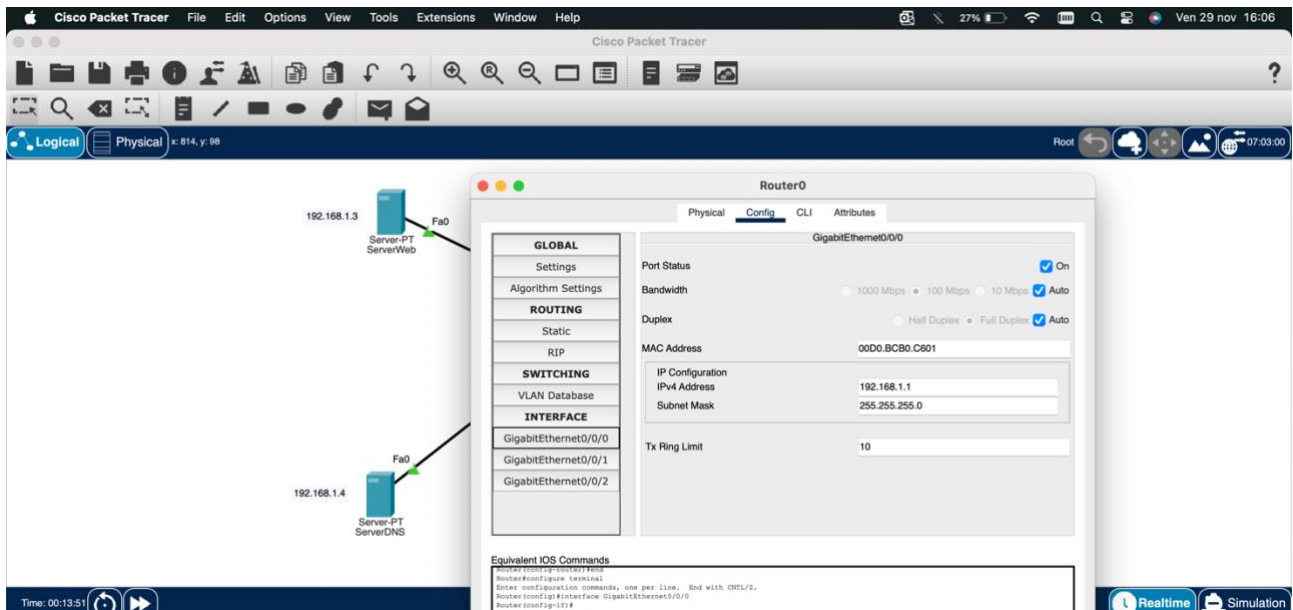 Cisco Packet Tracer File Edit Options View Tools Extensions Window Help 27% Ven 29 nov 16:06
Cisco Packet Tracer
?
Logical Physical x: 814, y: 98 Root 07:03:00
192.168.1.3
Fa0
Server-PT
ServerWeb
Fa0
192.168.1.4
Server-PT
ServerDNS
Router0
Physical Config CLI Attributes
GLOBAL
Settings
Algorithm Settings
ROUTING
Static
RIP
SWITCHING
VLAN Database
INTERFACE
GigabitEthernet0/0/0
GigabitEthernet0/0/1
GigabitEthernet0/0/2
GigabitEthernet0/0/0
Port Status On
Bandwidth 1000 Mbps 100 Mbps 10 Mbps Auto
Duplex Half Duplex Full Duplex Auto
MAC Address 00D0.BCB0.C601
IP Configuration
IPv4 Address 192.168.1.1
Subnet Mask 255.255.255.0
Tx Ring Limit 10
Equivalent IOS Commands
Router(config-router)#end
Router#configure terminal
Enter configuration commands, one per line. End with CNTL/Z.
Router(config)#interface GigabitEthernet0/0/0
Router(config-if)#
Time: 00:13:51 Realtime Simulation